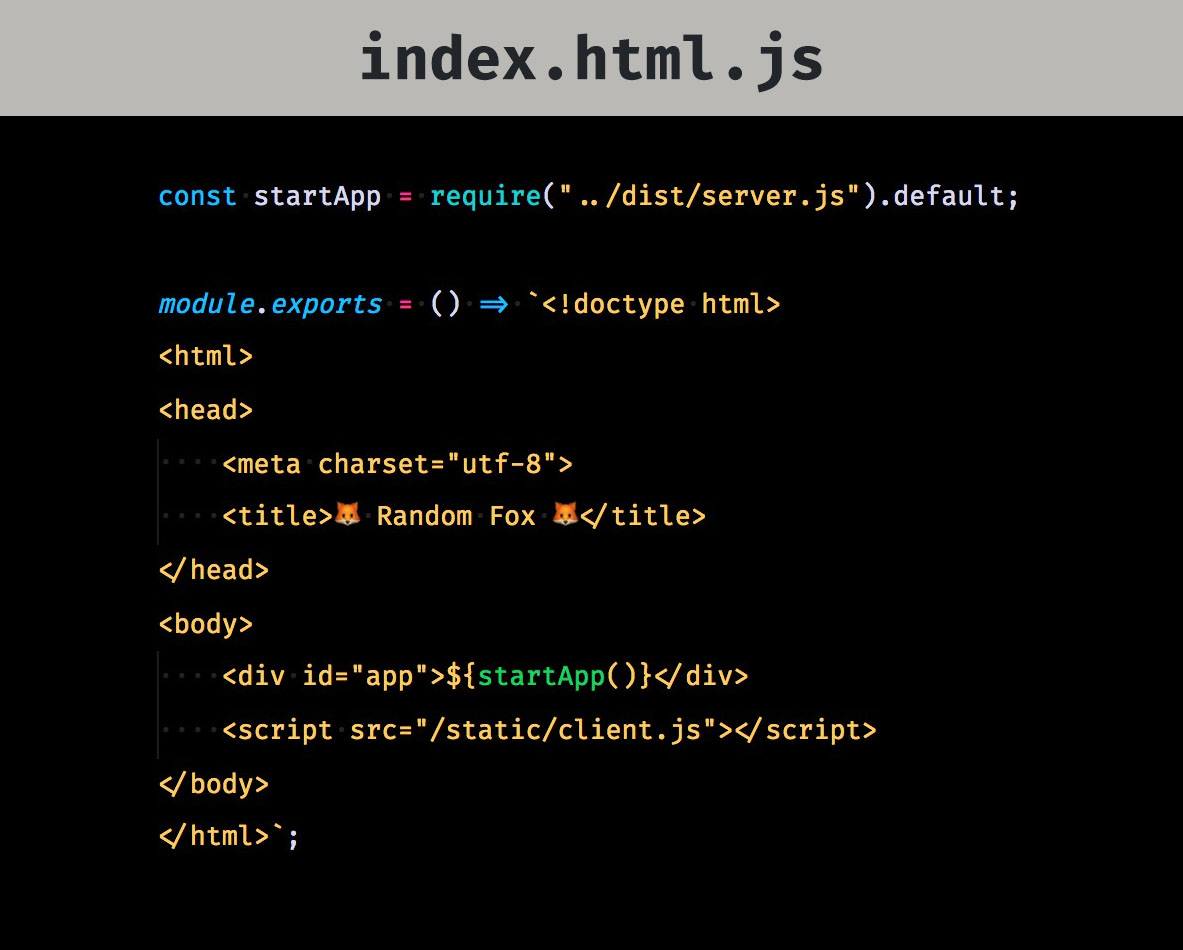 index.html.js
const startApp = require("../dist/server.js").default;
module.exports = () => `<!doctype html>
<html>
<head>
    <meta charset="utf-8">
    <title>🦊 Random Fox 🦊</title>
</head>
<body>
    <div id="app">${startApp()}</div>
    <script src="/static/client.js"></script>
</body>
</html>`;